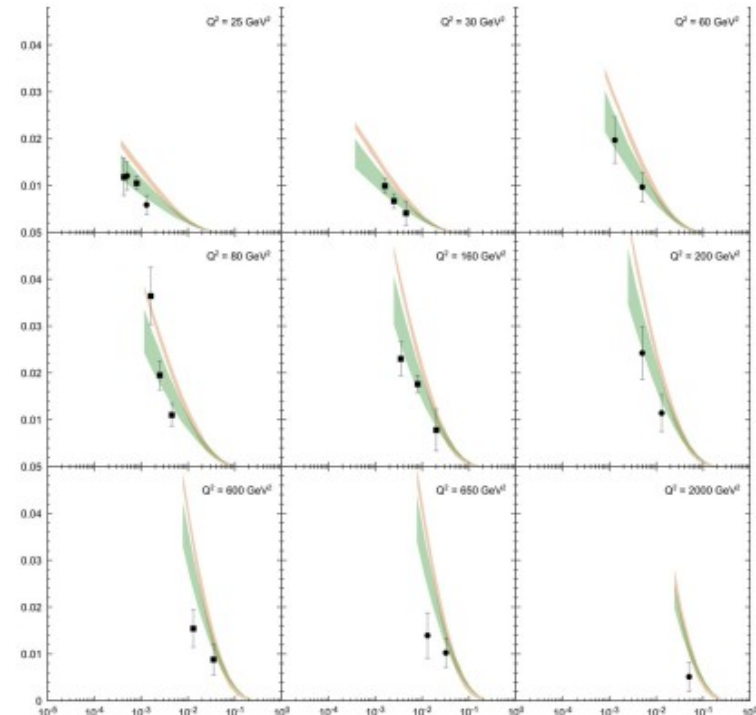 Q² = 25 GeV²
Q² = 30 GeV²
Q² = 60 GeV²
0.04
0.03
0.02
0.01
0.05
Q² = 80 GeV²
Q² = 160 GeV²
Q² = 200 GeV²
0.04
0.03
0.02
0.01
0.05
Q² = 600 GeV²
Q² = 650 GeV²
Q² = 2000 GeV²
0.04
0.03
0.02
0.01
0
10⁻⁵ 10⁻⁴ 10⁻³ 10⁻² 10⁻¹ 10⁻⁴ 10⁻³ 10⁻² 10⁻¹ 10⁻⁴ 10⁻³ 10⁻² 10⁻¹